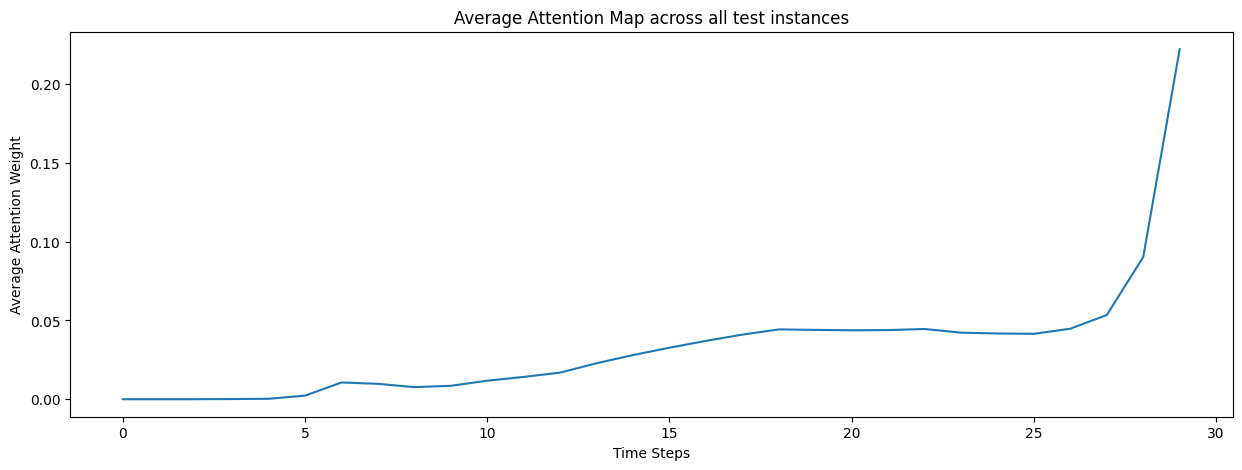 Average Attention Map across all test instances
Average Attention Weight
0.20
0.15
0.10
0.05
0.00
0 5 10 15 20 25 30
Time Steps